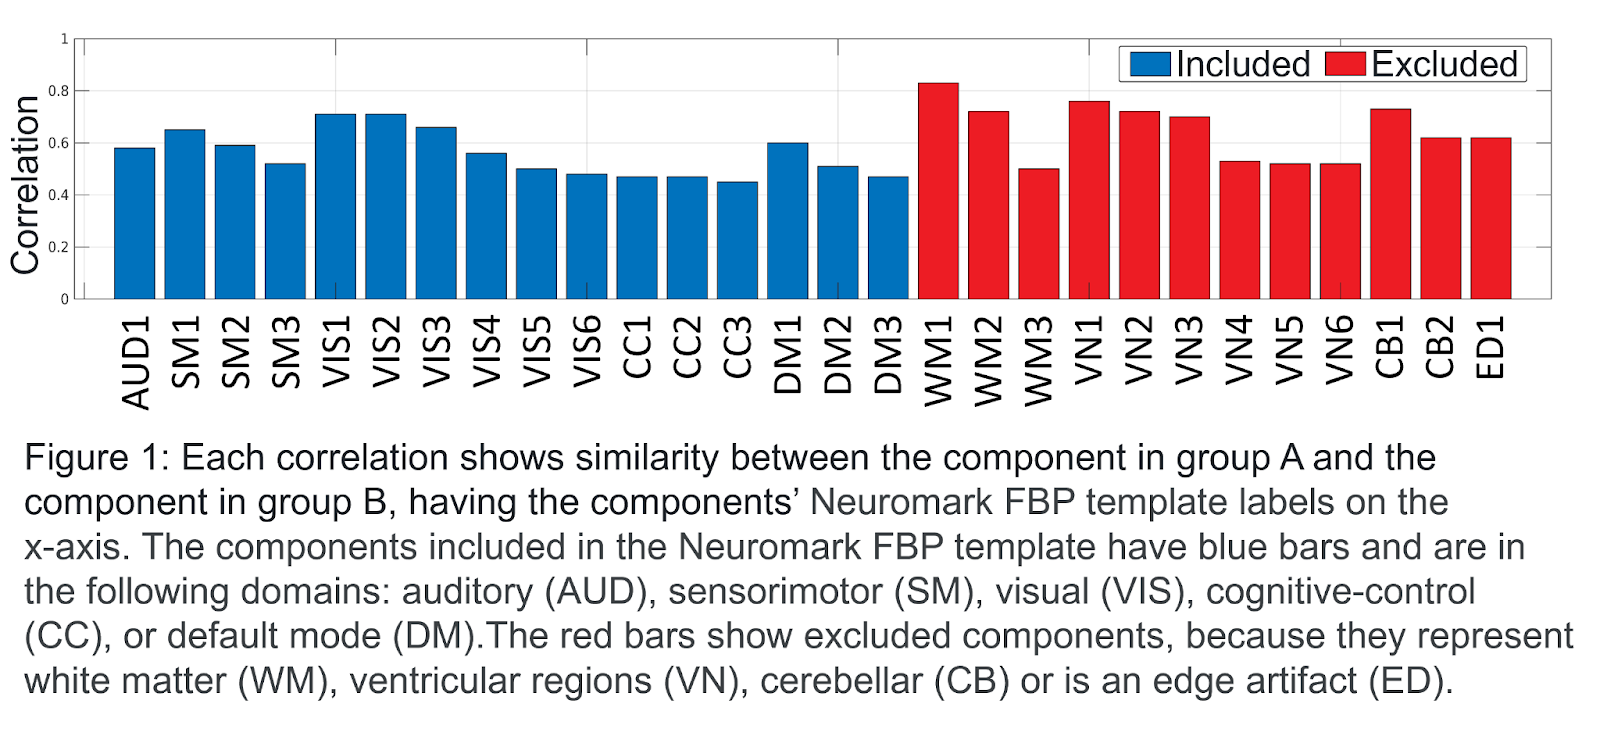 Correlation
1
0.8
0.6
0.4
0.2
0
Included Excluded
AUD1 SM1 SM2 SM3 VIS1 VIS2 VIS3 VIS4 VIS5 VIS6 CC1 CC2 CC3 DM1 DM2 DM3 WM1 WM2 WM3 VN1 VN2 VN3 VN4 VN5 VN6 CB1 CB2 ED1
Figure 1: Each correlation shows similarity between the component in group A and the
component in group B, having the components’ Neuromark FBP template labels on the
x-axis. The components included in the Neuromark FBP template have blue bars and are in
the following domains: auditory (AUD), sensorimotor (SM), visual (VIS), cognitive-control
(CC), or default mode (DM).The red bars show excluded components, because they represent
white matter (WM), ventricular regions (VN), cerebellar (CB) or is an edge artifact (ED).